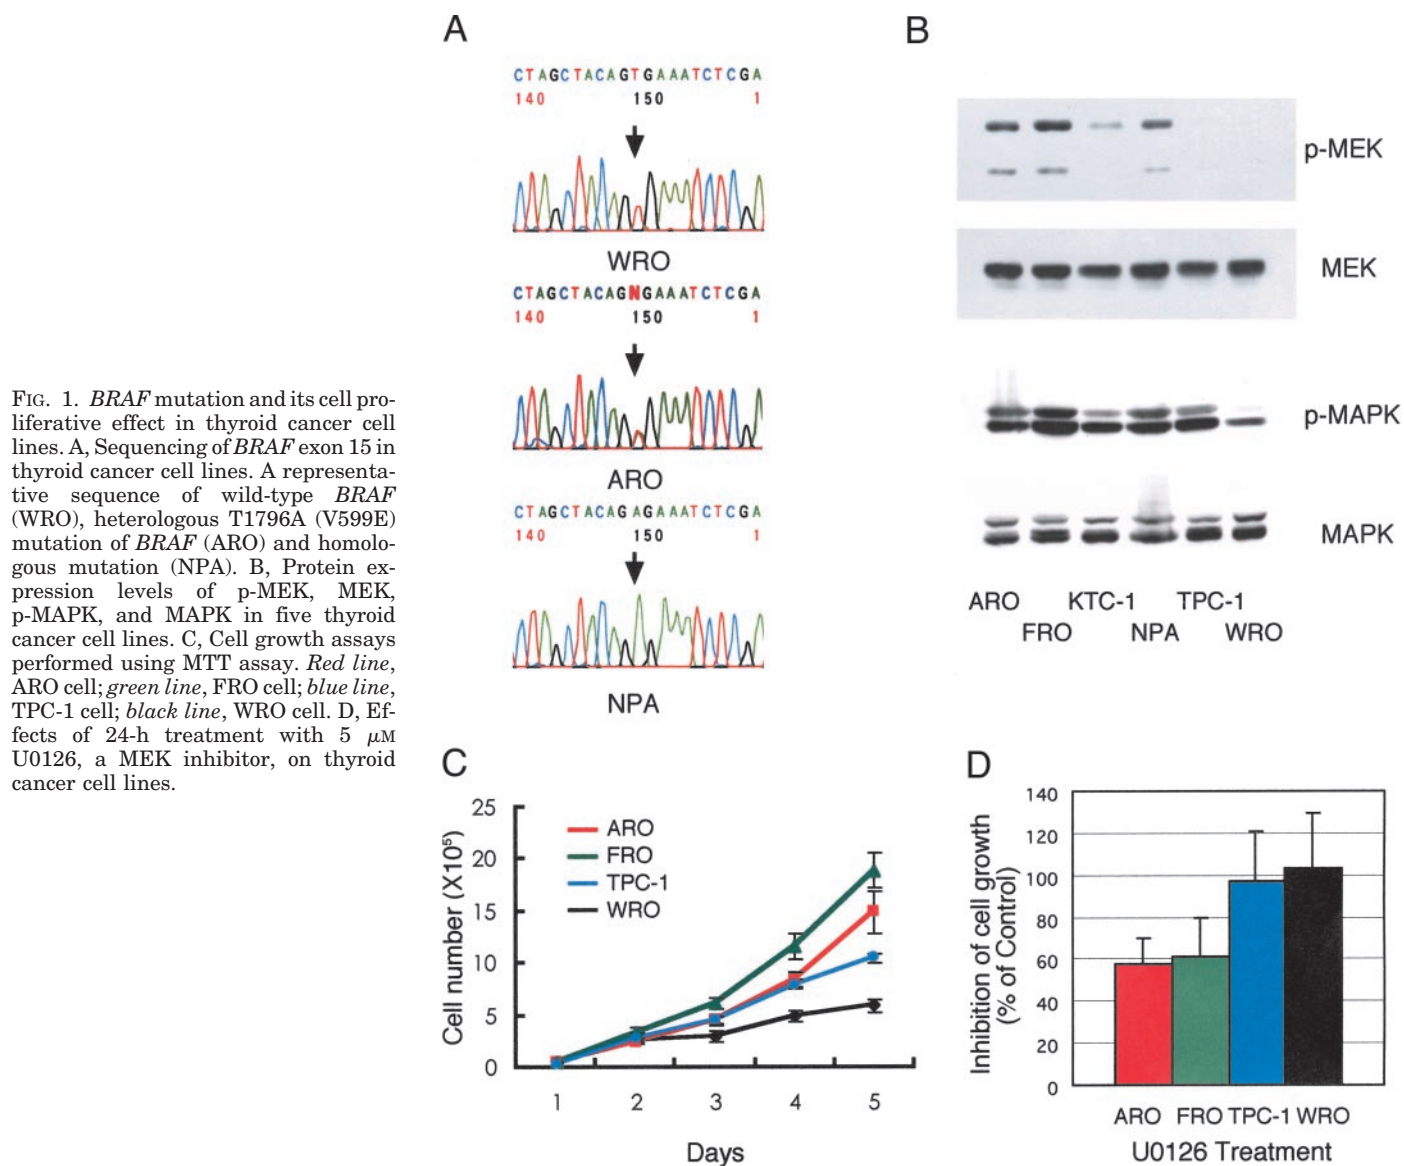 A
CTAGCTACAGTGAAATCTCGA
140 150 1
WRO
CTAGCTACAGNGAAATCTCGA
140 150 1
ARO
CTAGCTACAGAGAAATCTCGA
140 150 1
NPA
B
p-MEK
MEK
p-MAPK
MAPK
ARO KTC-1 TPC-1
FRO NPA WRO
FIG. 1. BRAF mutation and its cell pro-
liferative effect in thyroid cancer cell
lines. A, Sequencing of BRAF exon 15 in
thyroid cancer cell lines. A representa-
tive sequence of wild-type BRAF
(WRO), heterologous T1796A (V599E)
mutation of BRAF (ARO) and homolo-
gous mutation (NPA). B, Protein ex-
pression levels of p-MEK, MEK,
p-MAPK, and MAPK in five thyroid
cancer cell lines. C, Cell growth assays
performed using MTT assay. Red line,
ARO cell; green line, FRO cell; blue line,
TPC-1 cell; black line, WRO cell. D, Ef-
fects of 24-h treatment with 5 μM
U0126, a MEK inhibitor, on thyroid
cancer cell lines.
C
Cell number (X10⁵)
25
20
15
10
5
0
ARO
FRO
TPC-1
WRO
1 2 3 4 5
Days
D
Inhibition of cell growth
(% of Control)
140
120
100
80
60
40
20
0
ARO FRO TPC-1 WRO
U0126 Treatment